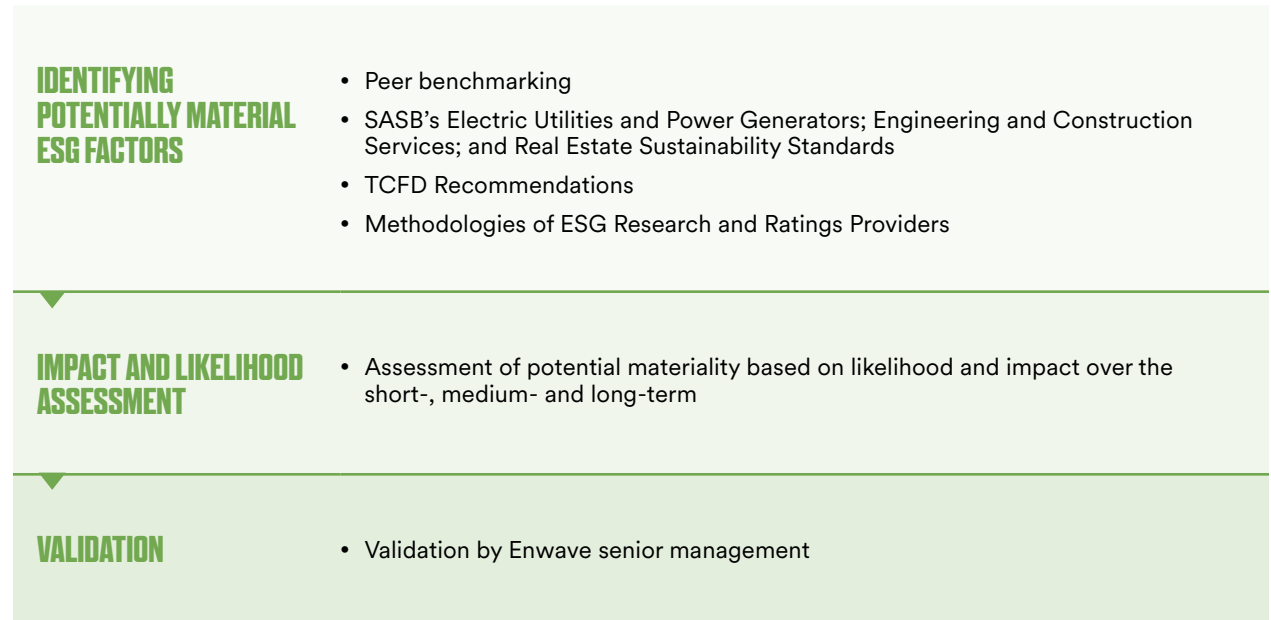 IDENTIFYING
POTENTIALLY MATERIAL
ESG FACTORS
• Peer benchmarking
• SASB’s Electric Utilities and Power Generators; Engineering and Construction
Services; and Real Estate Sustainability Standards
• TCFD Recommendations
• Methodologies of ESG Research and Ratings Providers
IMPACT AND LIKELIHOOD
ASSESSMENT
• Assessment of potential materiality based on likelihood and impact over the
short-, medium- and long-term
VALIDATION
• Validation by Enwave senior management